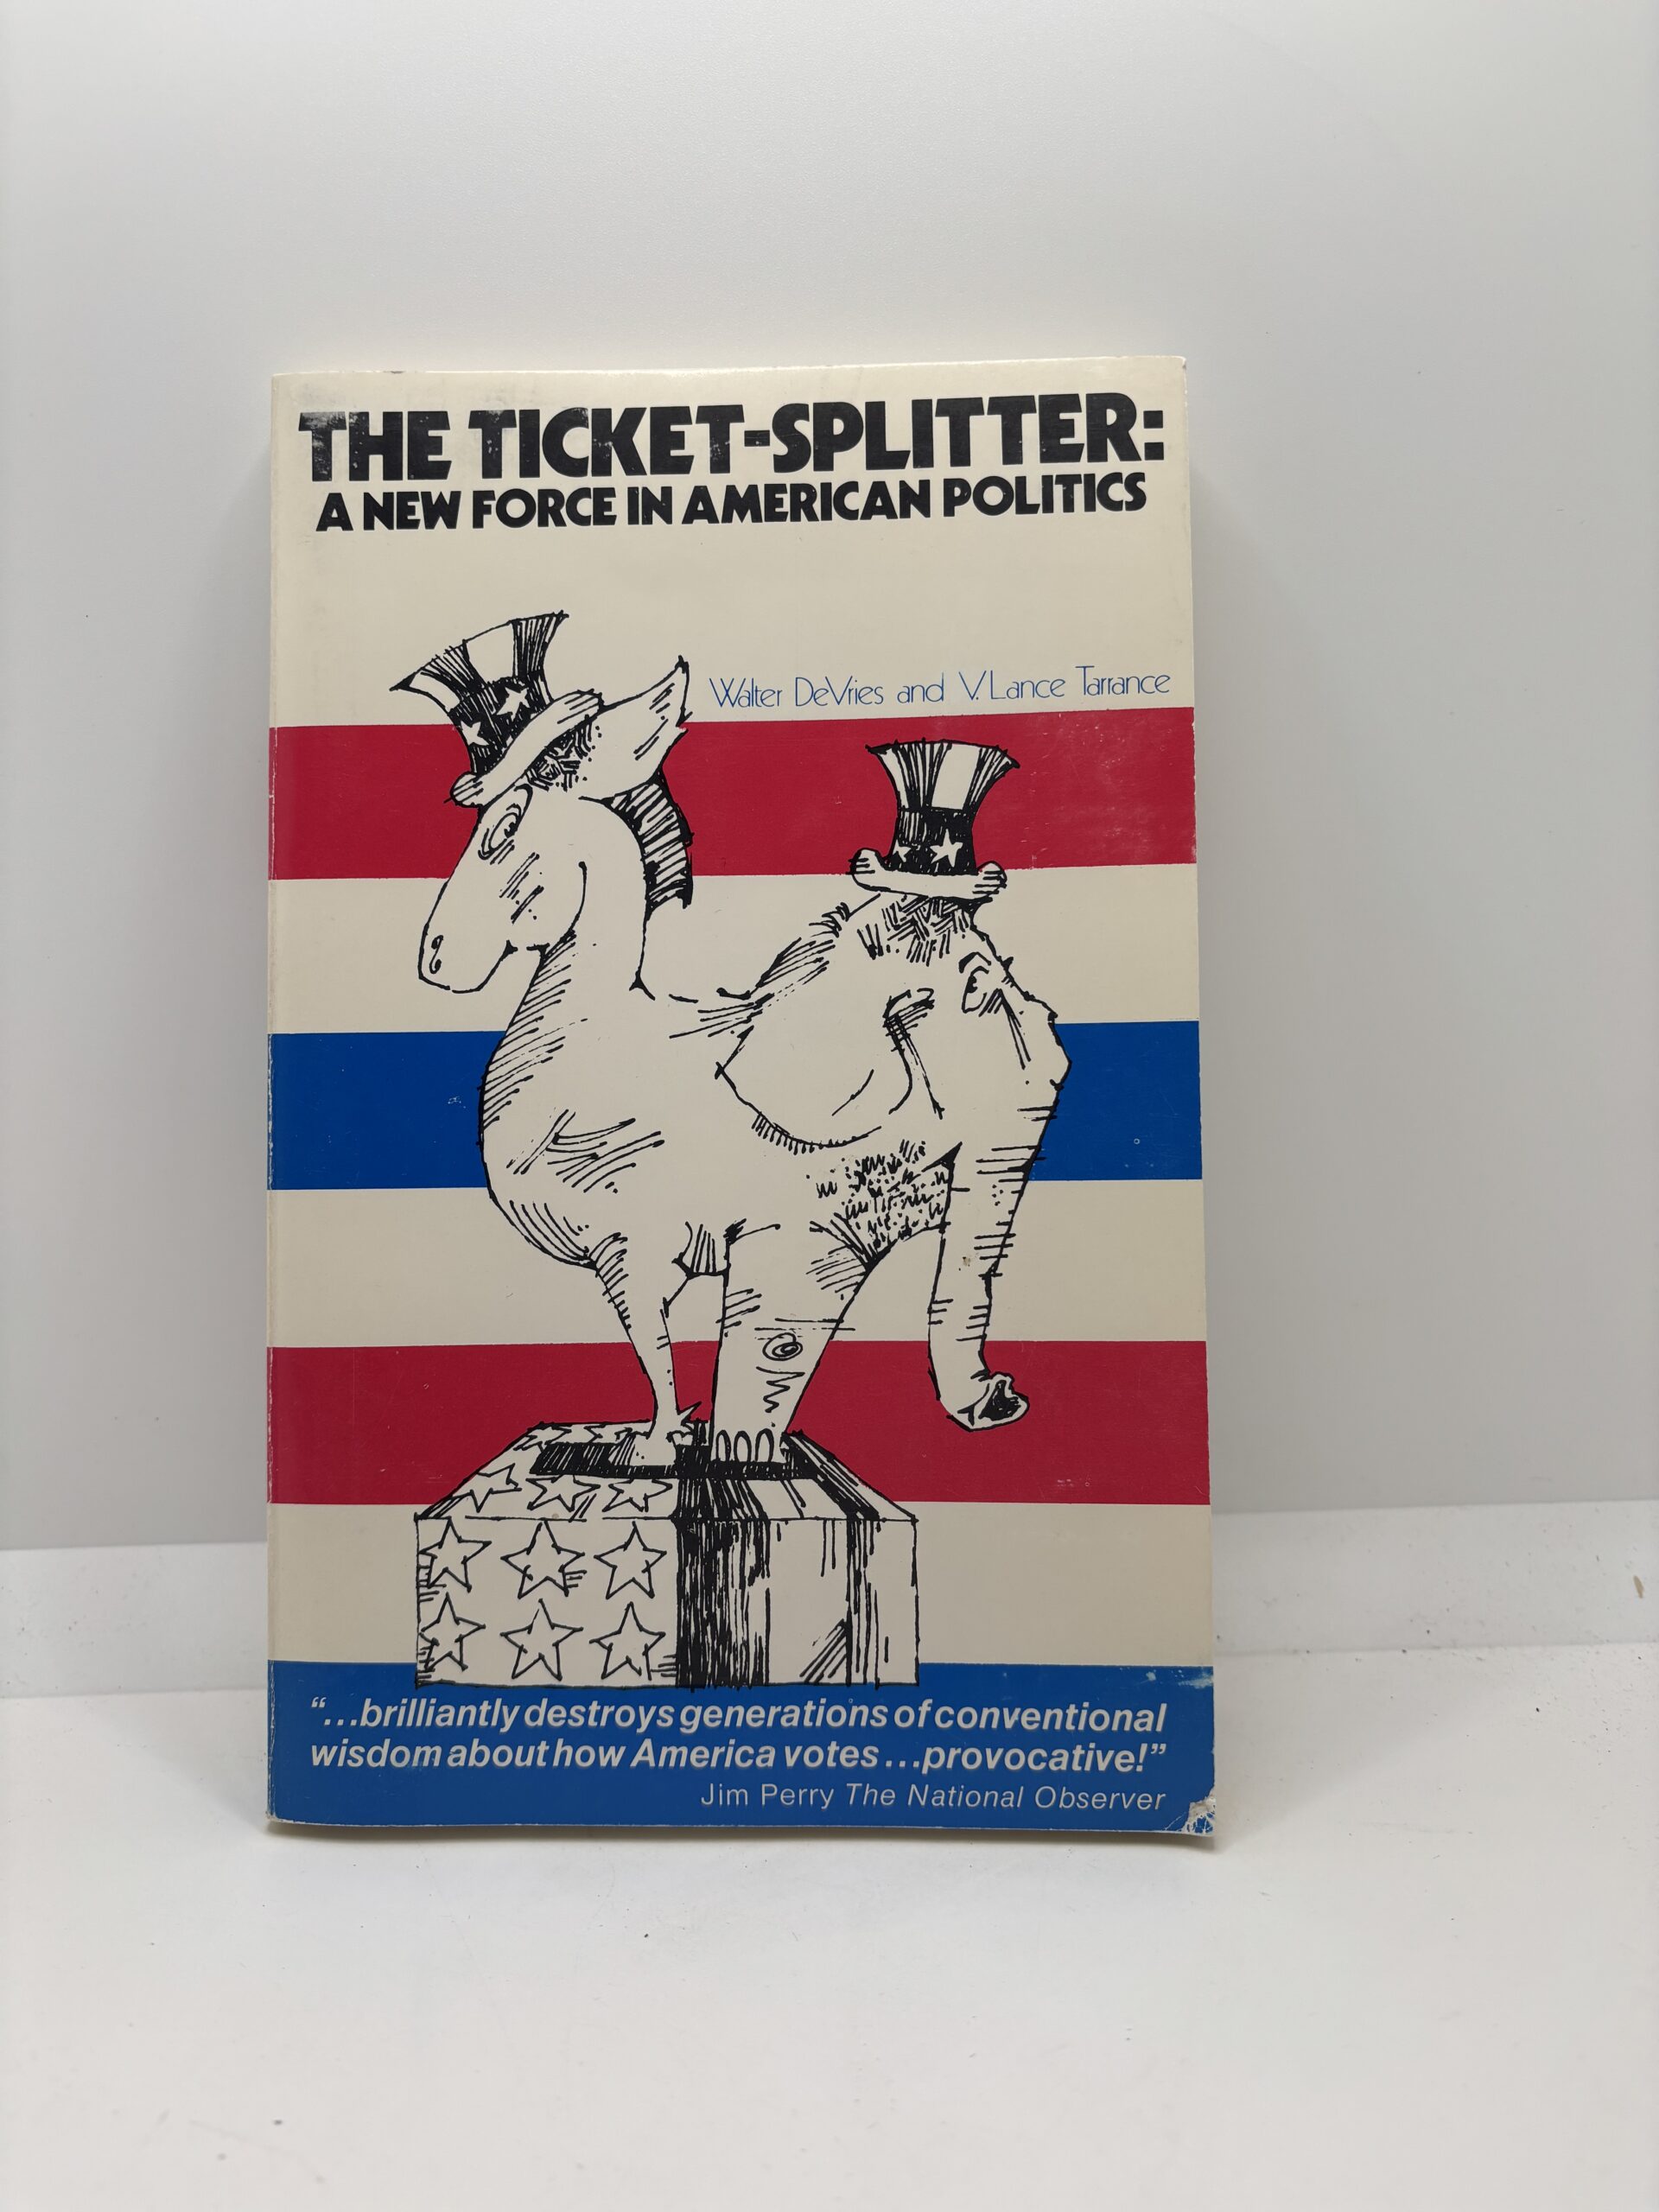 THE TICKET-SPLITTER:
A NEW FORCE IN AMERICAN POLITICS
Walter DeVries and V. Lance Tarrance
“...brilliantly destroys generations of conventional
wisdom about how America votes...provocative!”
Jim Perry The National Observer